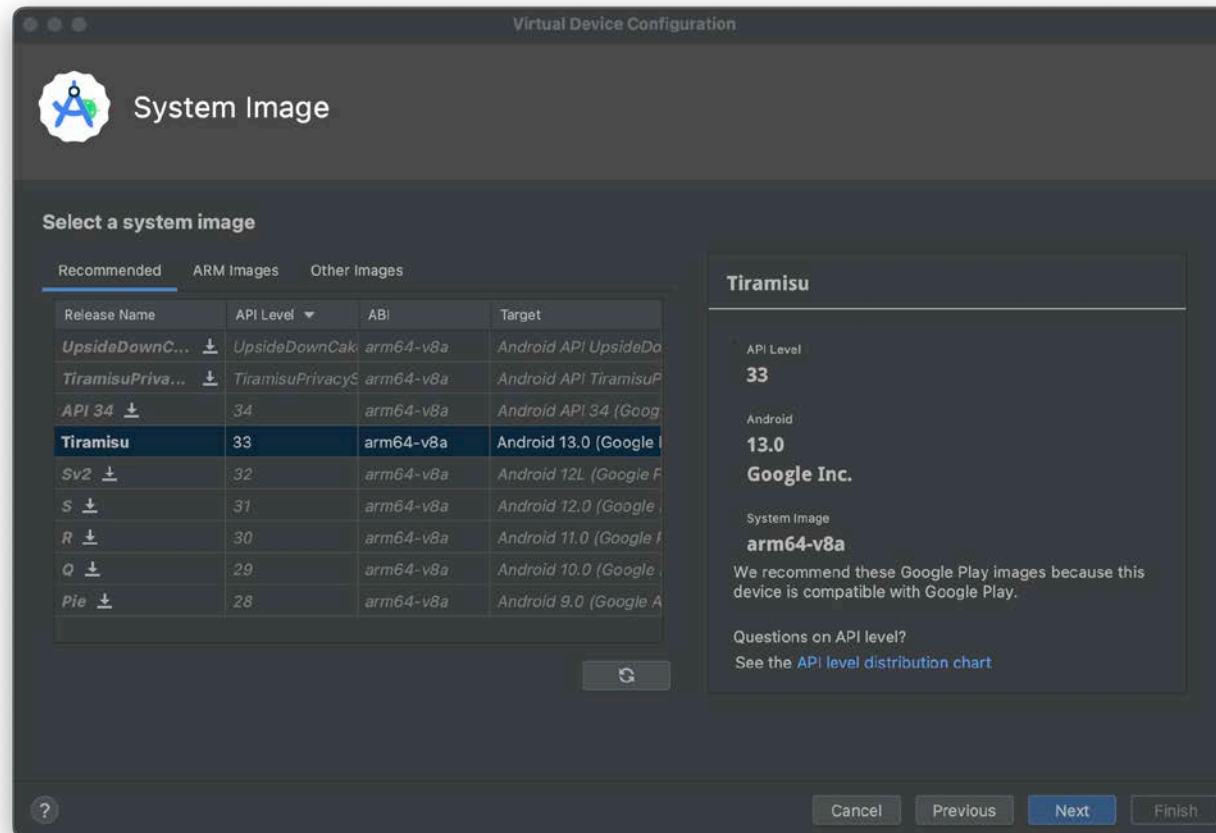 Virtual Device Configuration
System Image
Select a system image
Recommended ARM Images Other Images
Release Name API Level ABI Target
UpsideDownC... UpsideDownCak arm64-v8a Android API UpsideDo
TiramisuPriva... TiramisuPrivacyS arm64-v8a Android API TiramisuP
API 34 34 arm64-v8a Android API 34 (Goog
Tiramisu 33 arm64-v8a Android 13.0 (Google
Sv2 32 arm64-v8a Android 12L (Google
S 31 arm64-v8a Android 12.0 (Google
R 30 arm64-v8a Android 11.0 (Google
Q 29 arm64-v8a Android 10.0 (Google
Pie 28 arm64-v8a Android 9.0 (Google A
Tiramisu
API Level
33
Android
13.0
Google Inc.
System Image
arm64-v8a
We recommend these Google Play images because this
device is compatible with Google Play.
Questions on API level?
See the API level distribution chart
? Cancel Previous Next Finish